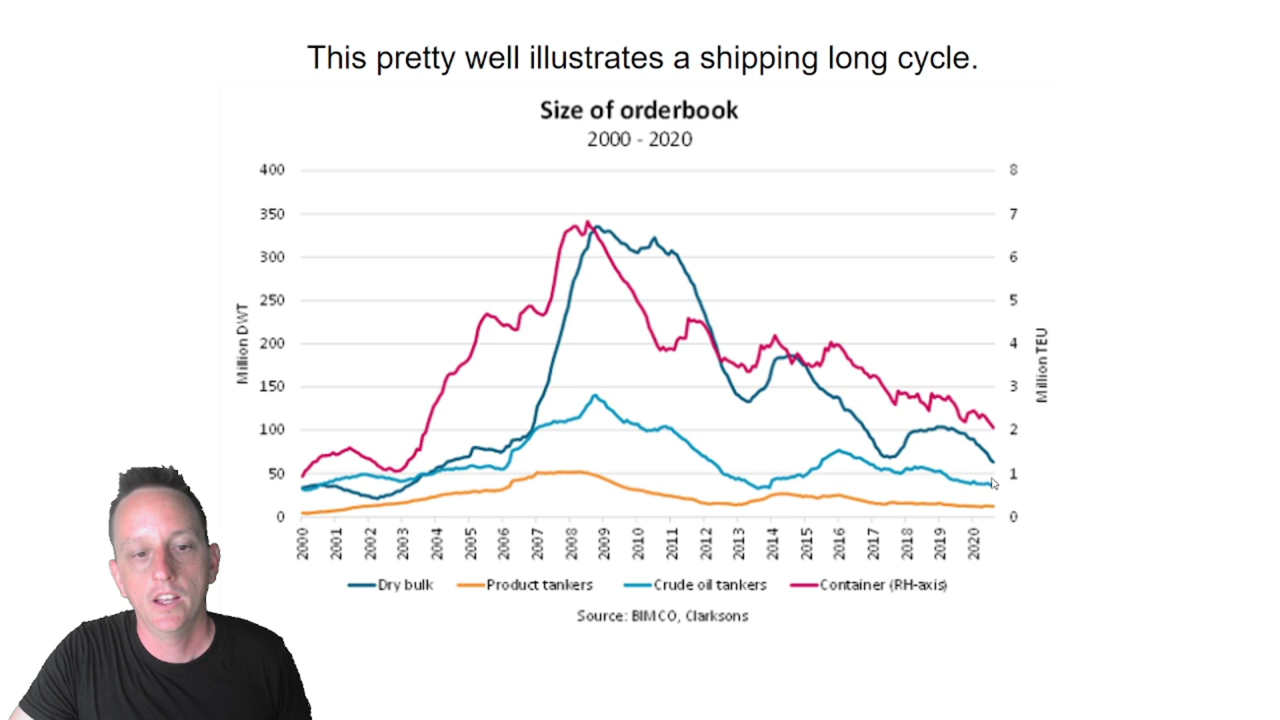 This pretty well illustrates a shipping long cycle.
Size of orderbook
2000 - 2020
400 8
350 7
300 6
250 5
200 4
150 3
100 2
50 1
0 0
Million DWT
Million TEU
2000 2001 2002 2003 2004 2005 2006 2007 2008 2009 2010 2011 2012 2013 2014 2015 2016 2017 2018 2019 2020
Dry bulk Product tankers Crude oil tankers Container (RH-axis)
Source: BIMCO, Clarksons